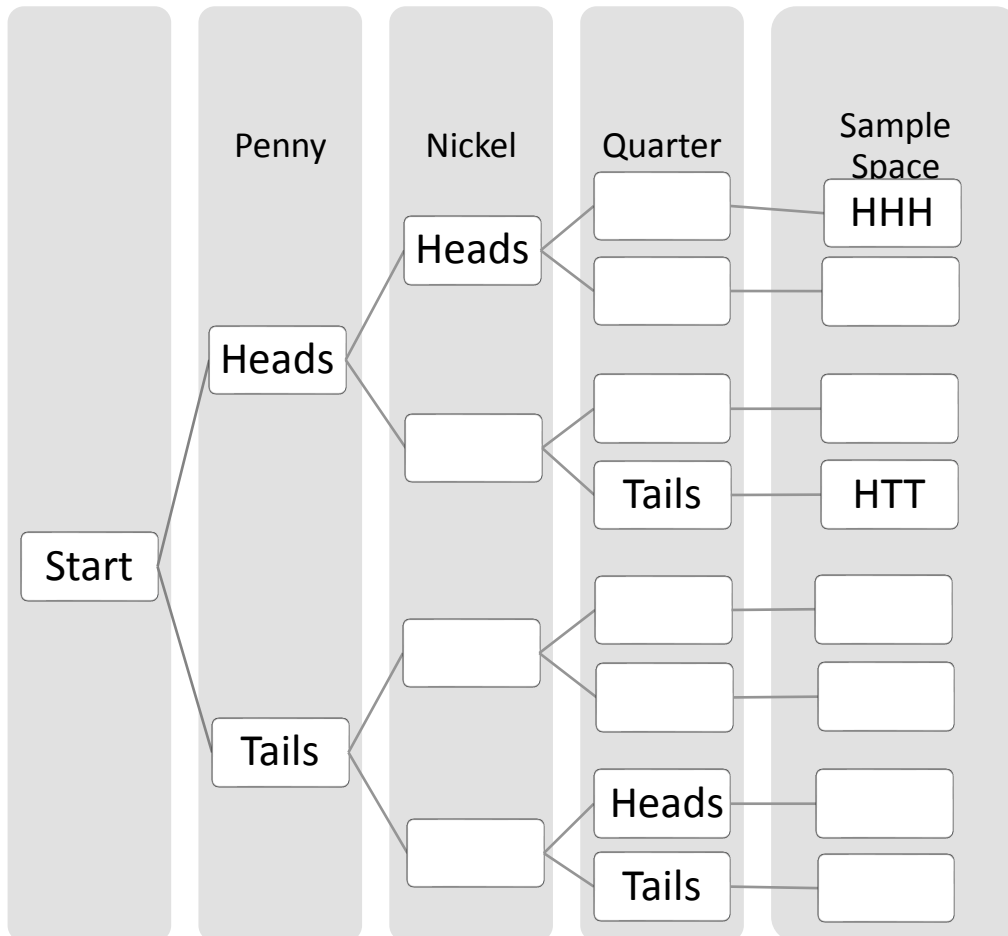 Penny
Nickel
Quarter
Sample
Space
Heads
HHH
Heads
Tails
HTT
Start
Tails
Heads
Tails